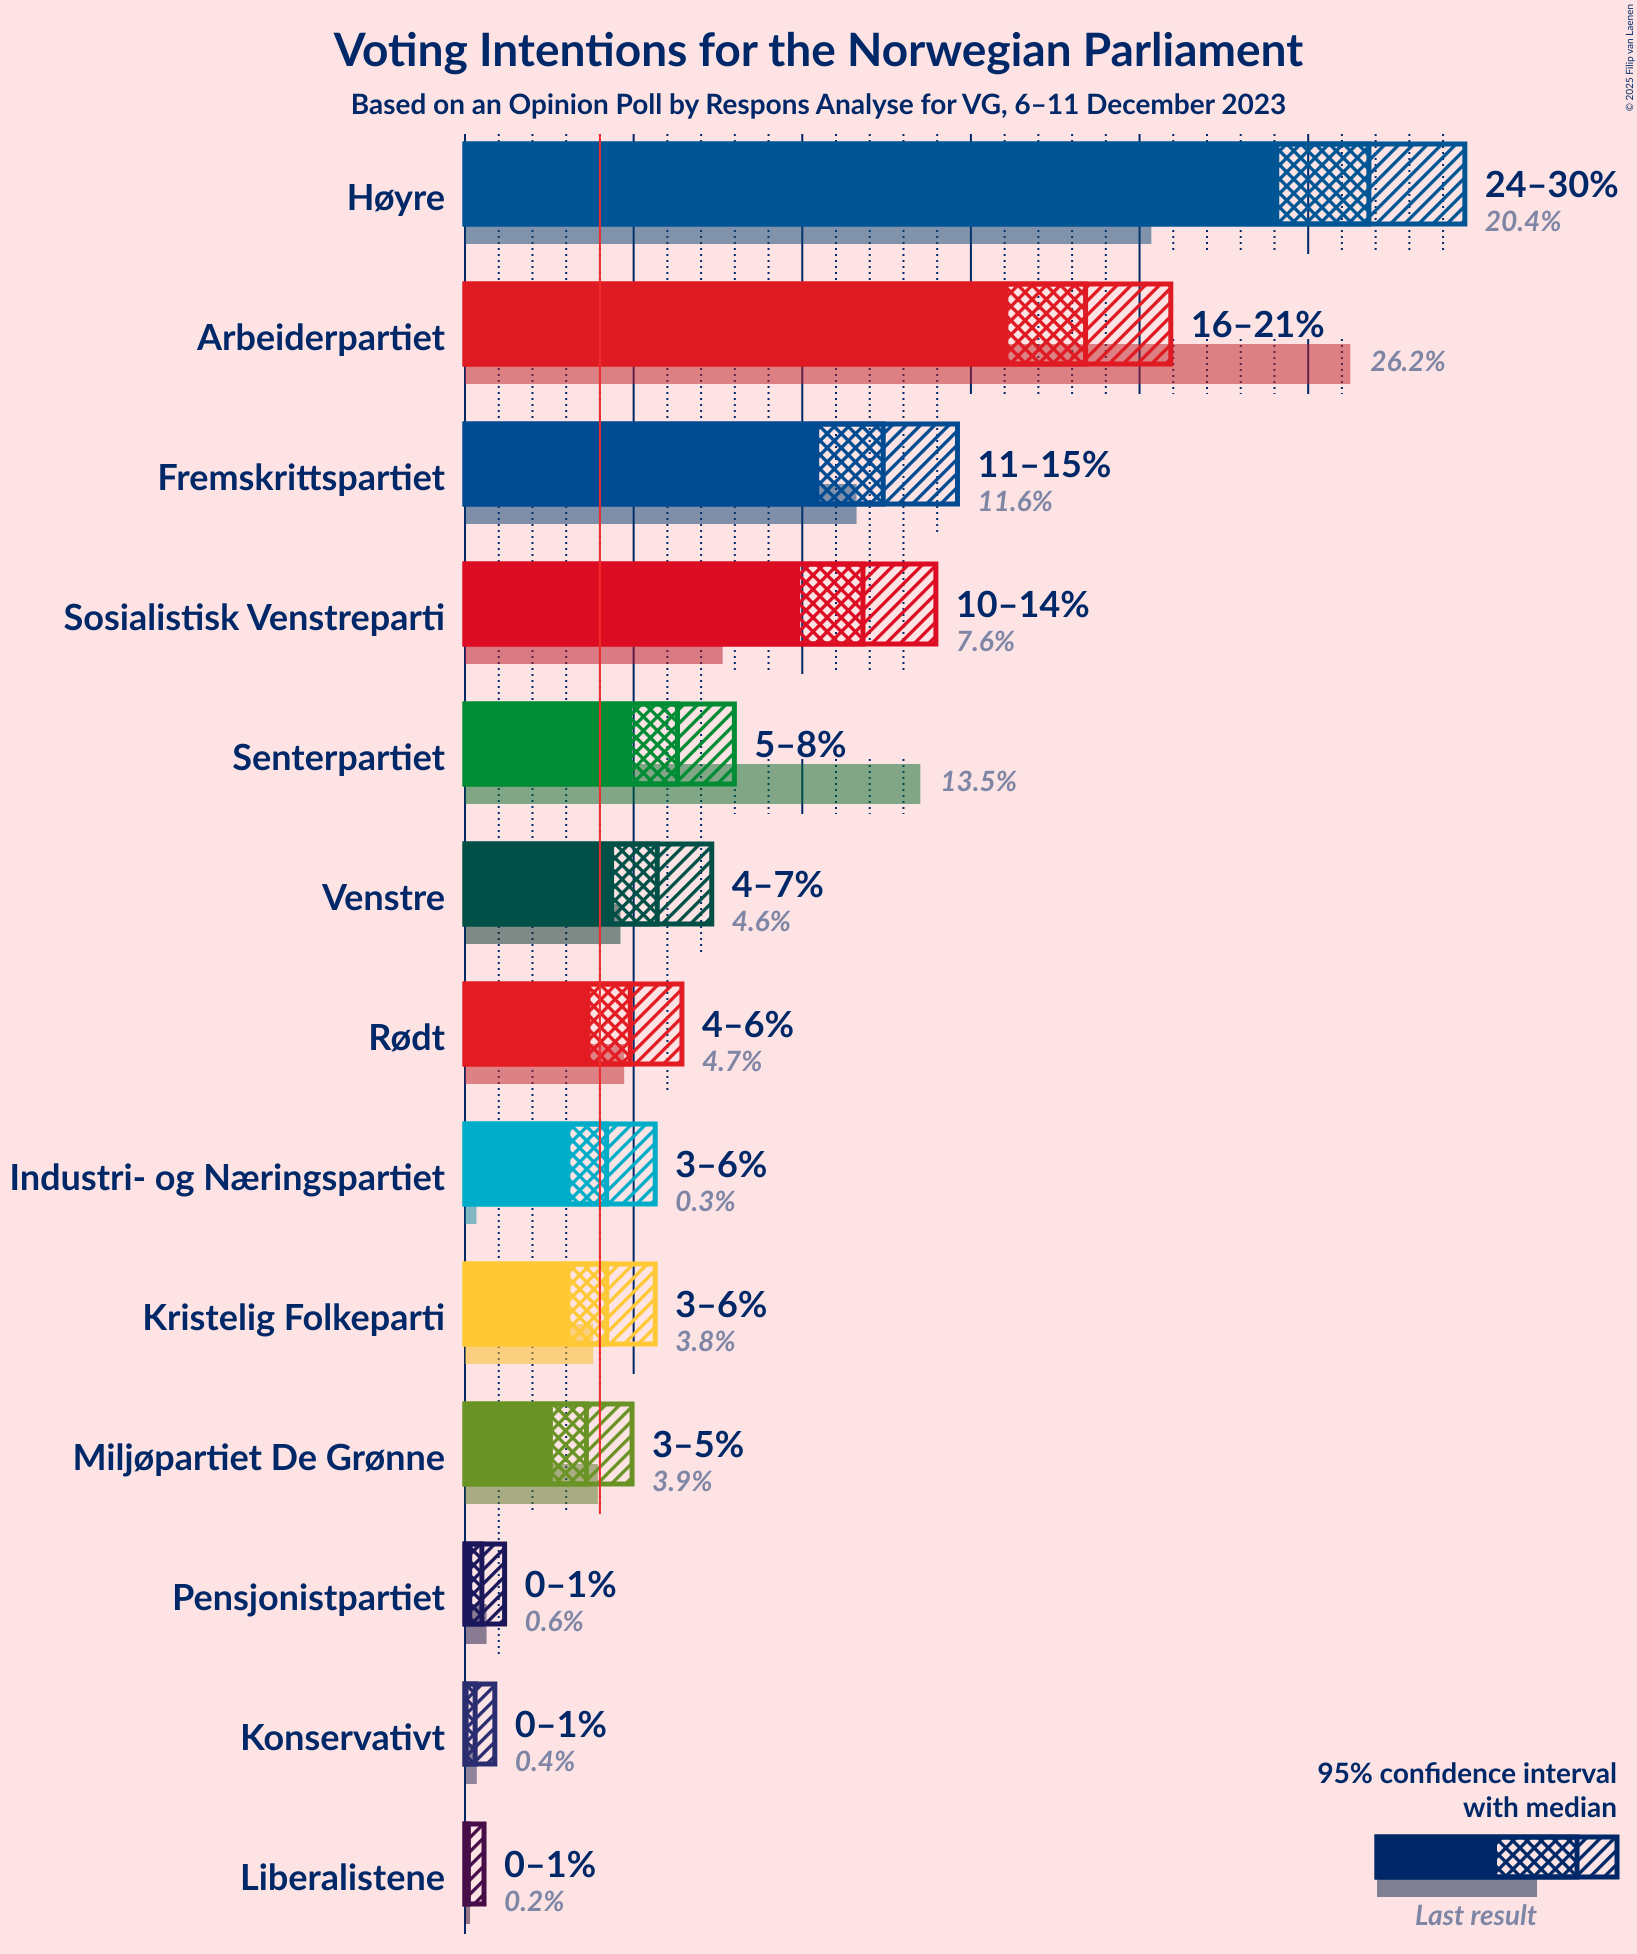 Voting Intentions for the Norwegian Parliament
Based on an Opinion Poll by Respons Analyse for VG, 6–11 December 2023
© 2025 Filip van Laenen
Høyre
24–30%
20.4%
Arbeiderpartiet
16–21%
26.2%
Fremskrittspartiet
11–15%
11.6%
Sosialistisk Venstreparti
10–14%
7.6%
Senterpartiet
5–8%
13.5%
Venstre
4–7%
4.6%
Rødt
4–6%
4.7%
Industri- og Næringspartiet
3–6%
0.3%
Kristelig Folkeparti
3–6%
3.8%
Miljøpartiet De Grønne
3–5%
3.9%
Pensjonistpartiet
0–1%
0.6%
Konservativt
0–1%
0.4%
Liberalistene
0–1%
0.2%
95% confidence interval
with median
Last result